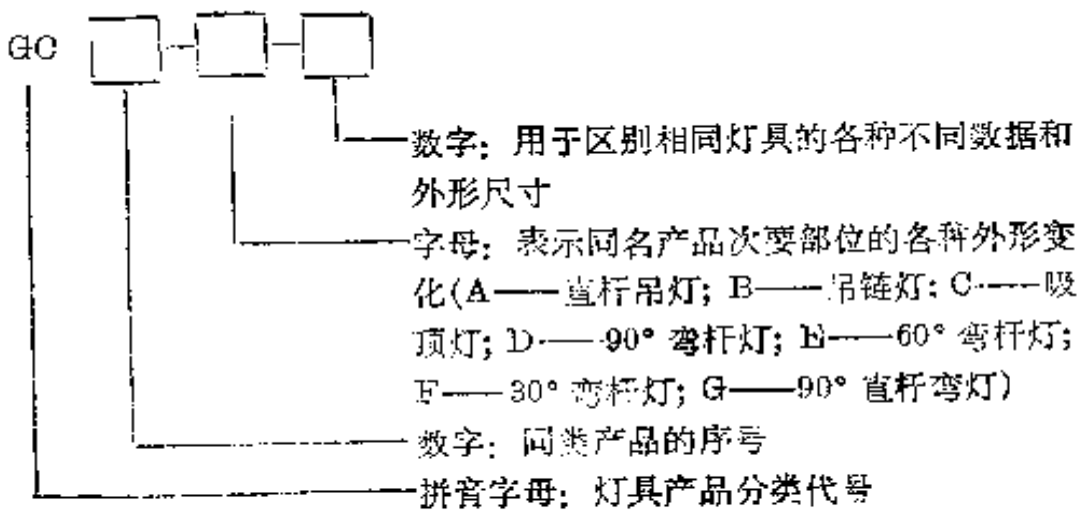 GC
数字：用于区别相同灯具的各种不同数据和
外形尺寸
字母：表示同名产品次要部位的各种外形变
化(A——直杆吊灯；B——吊链灯；C——吸
顶灯；D——90°弯杆灯；E——60°弯杆灯；
F——30°弯杆灯；G——90°直杆弯灯)
数字：同类产品的序号
拼音字母：灯具产品分类代号